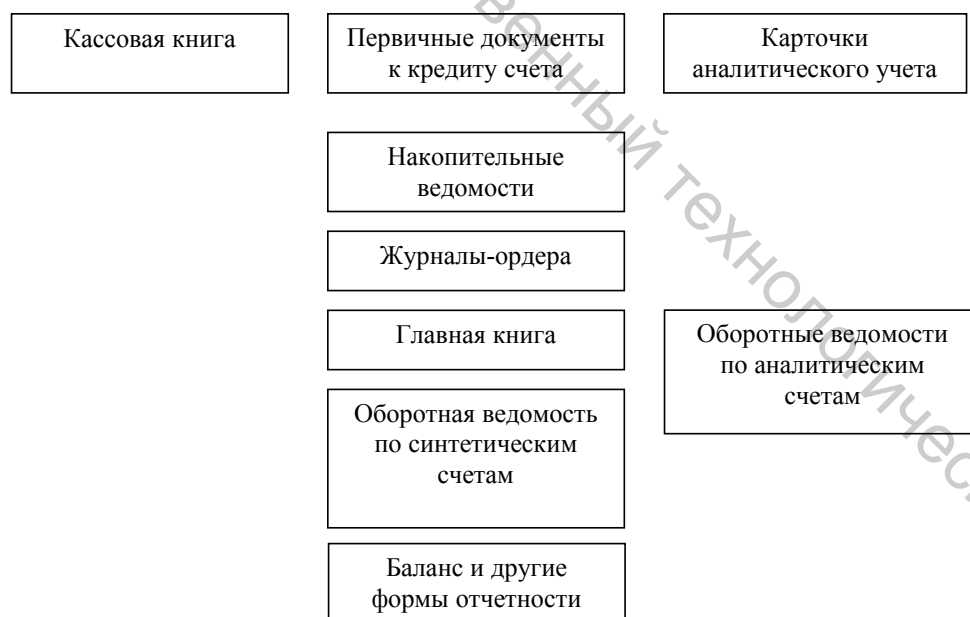 Кассовая книга
Первичные документы
к кредиту счета
Карточки
аналитического учета
Накопительные
ведомости
Журналы-ордера
Главная книга
Оборотные ведомости
по аналитическим
счетам
Оборотная ведомость
по синтетическим
счетам
Баланс и другие
формы отчетности
технологичес